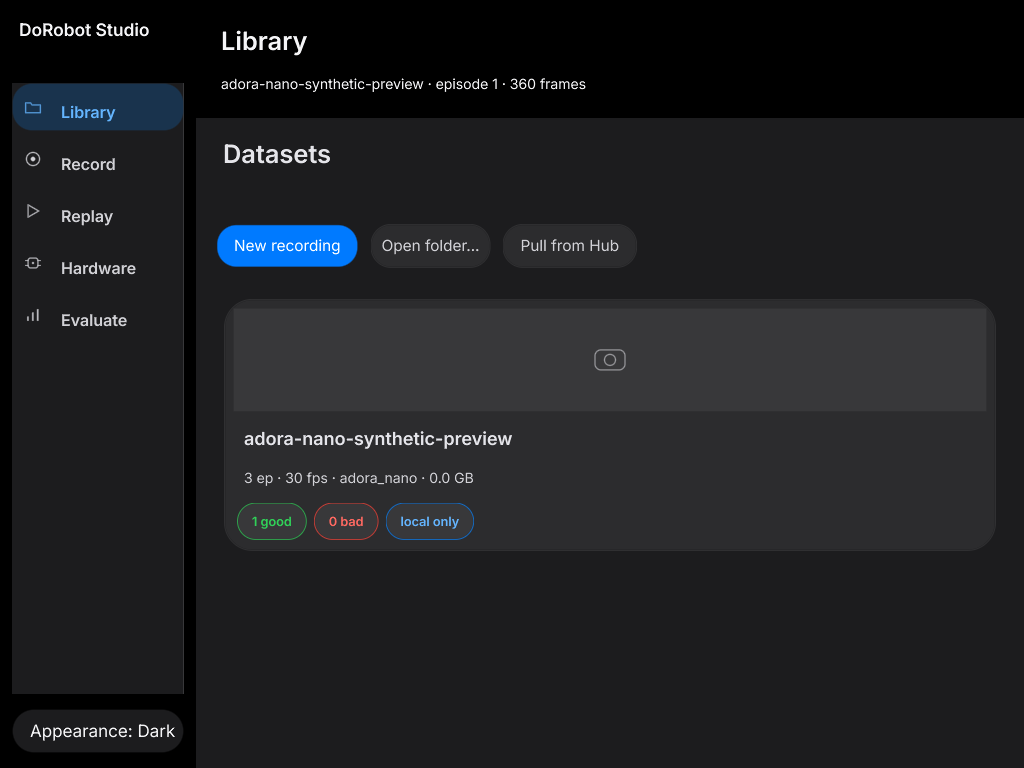 DoRobot Studio
Library
Record
Replay
Hardware
Evaluate
Appearance: Dark
Library
adora-nano-synthetic-preview · episode 1 · 360 frames
Datasets
New recording
Open folder...
Pull from Hub
adora-nano-synthetic-preview
3 ep · 30 fps · adora_nano · 0.0 GB
1 good
0 bad
local only